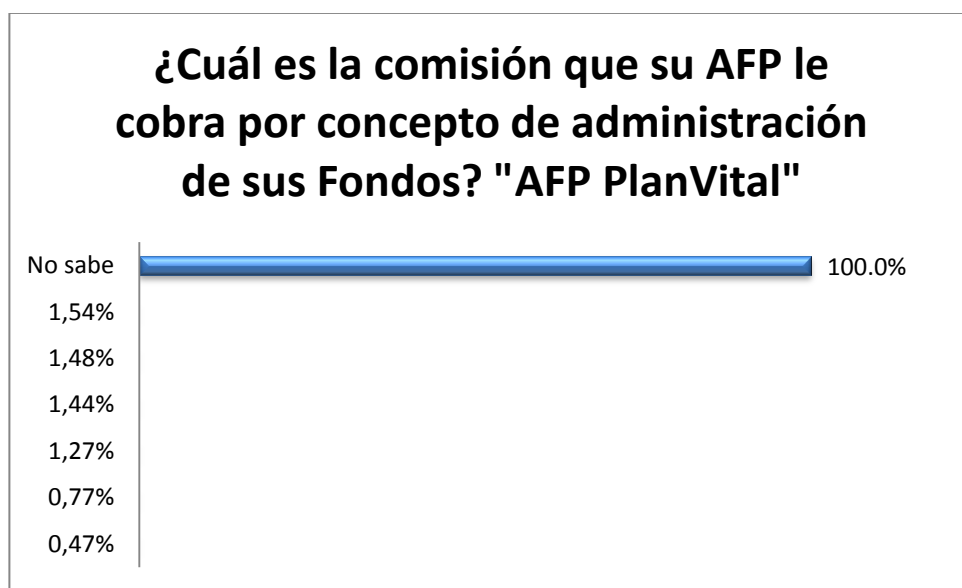 ¿Cuál es la comisión que su AFP le
cobra por concepto de administración
de sus Fondos? "AFP PlanVital"
No sabe
100.0%
1,54%
1,48%
1,44%
1,27%
0,77%
0,47%